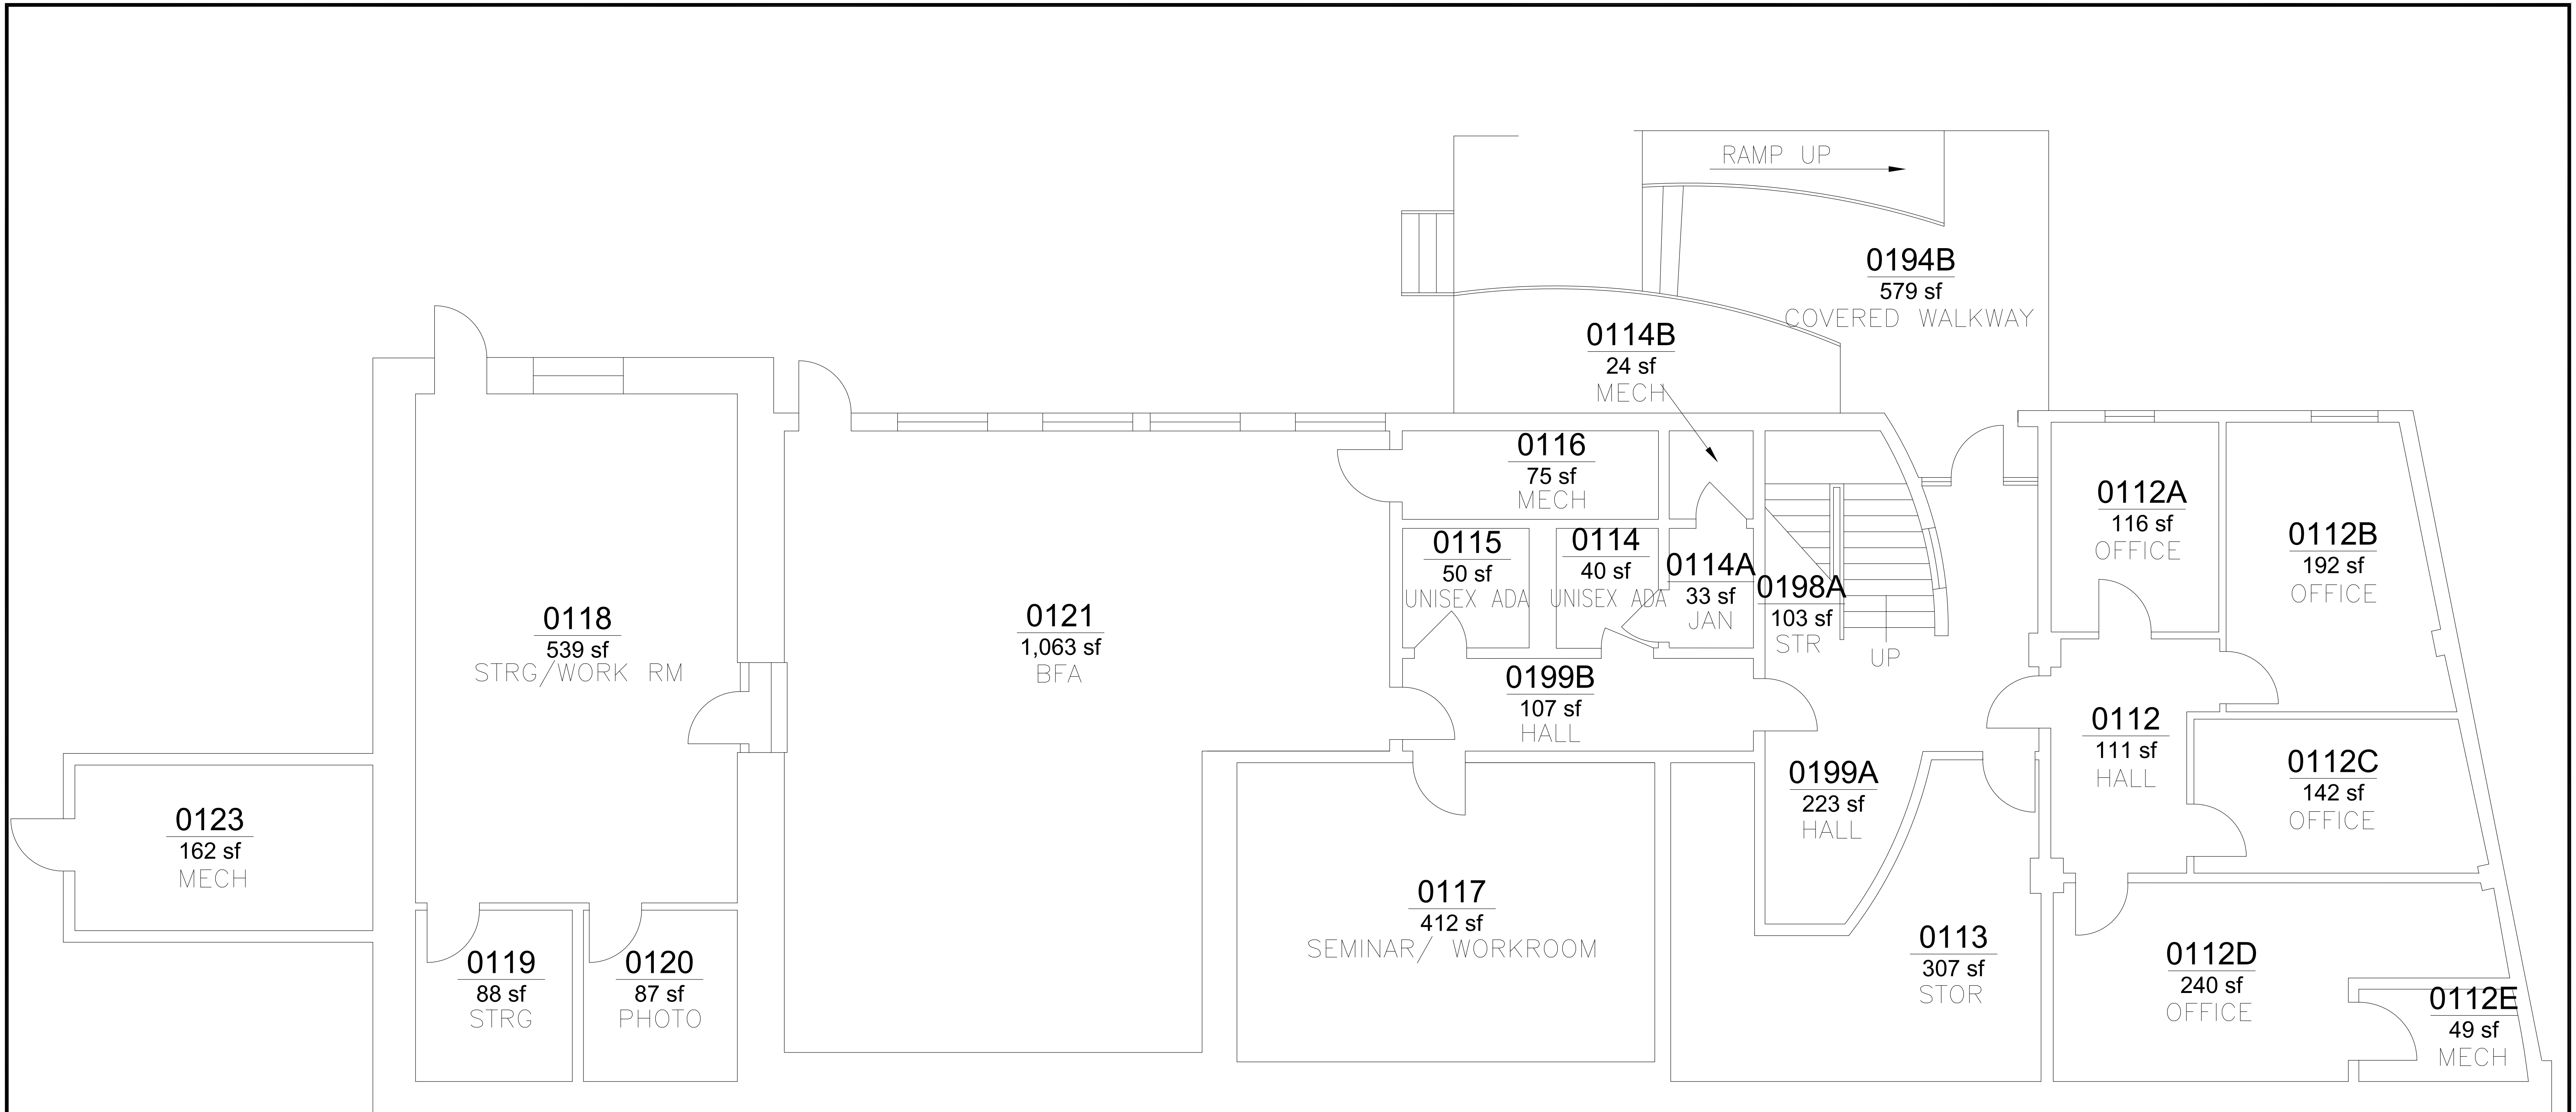 RAMP UP
0194B
579 sf
COVERED WALKWAY
0114B
24 sf
MECH
0116
75 sf
MECH
0112A
116 sf
OFFICE
0112B
192 sf
OFFICE
0115
50 sf
UNISEX ADA
0114
40 sf
UNISEX ADA
0114A
33 sf
JAN
0198A
103 sf
STR
UP
0118
539 sf
STRG/WORK RM
0121
1,063 sf
BFA
0199B
107 sf
HALL
0112
111 sf
HALL
0199A
223 sf
HALL
0112C
142 sf
OFFICE
0123
162 sf
MECH
0117
412 sf
SEMINAR/ WORKROOM
0113
307 sf
STOR
0112D
240 sf
OFFICE
0119
88 sf
STRG
0120
87 sf
PHOTO
0112E
49 sf
MECH